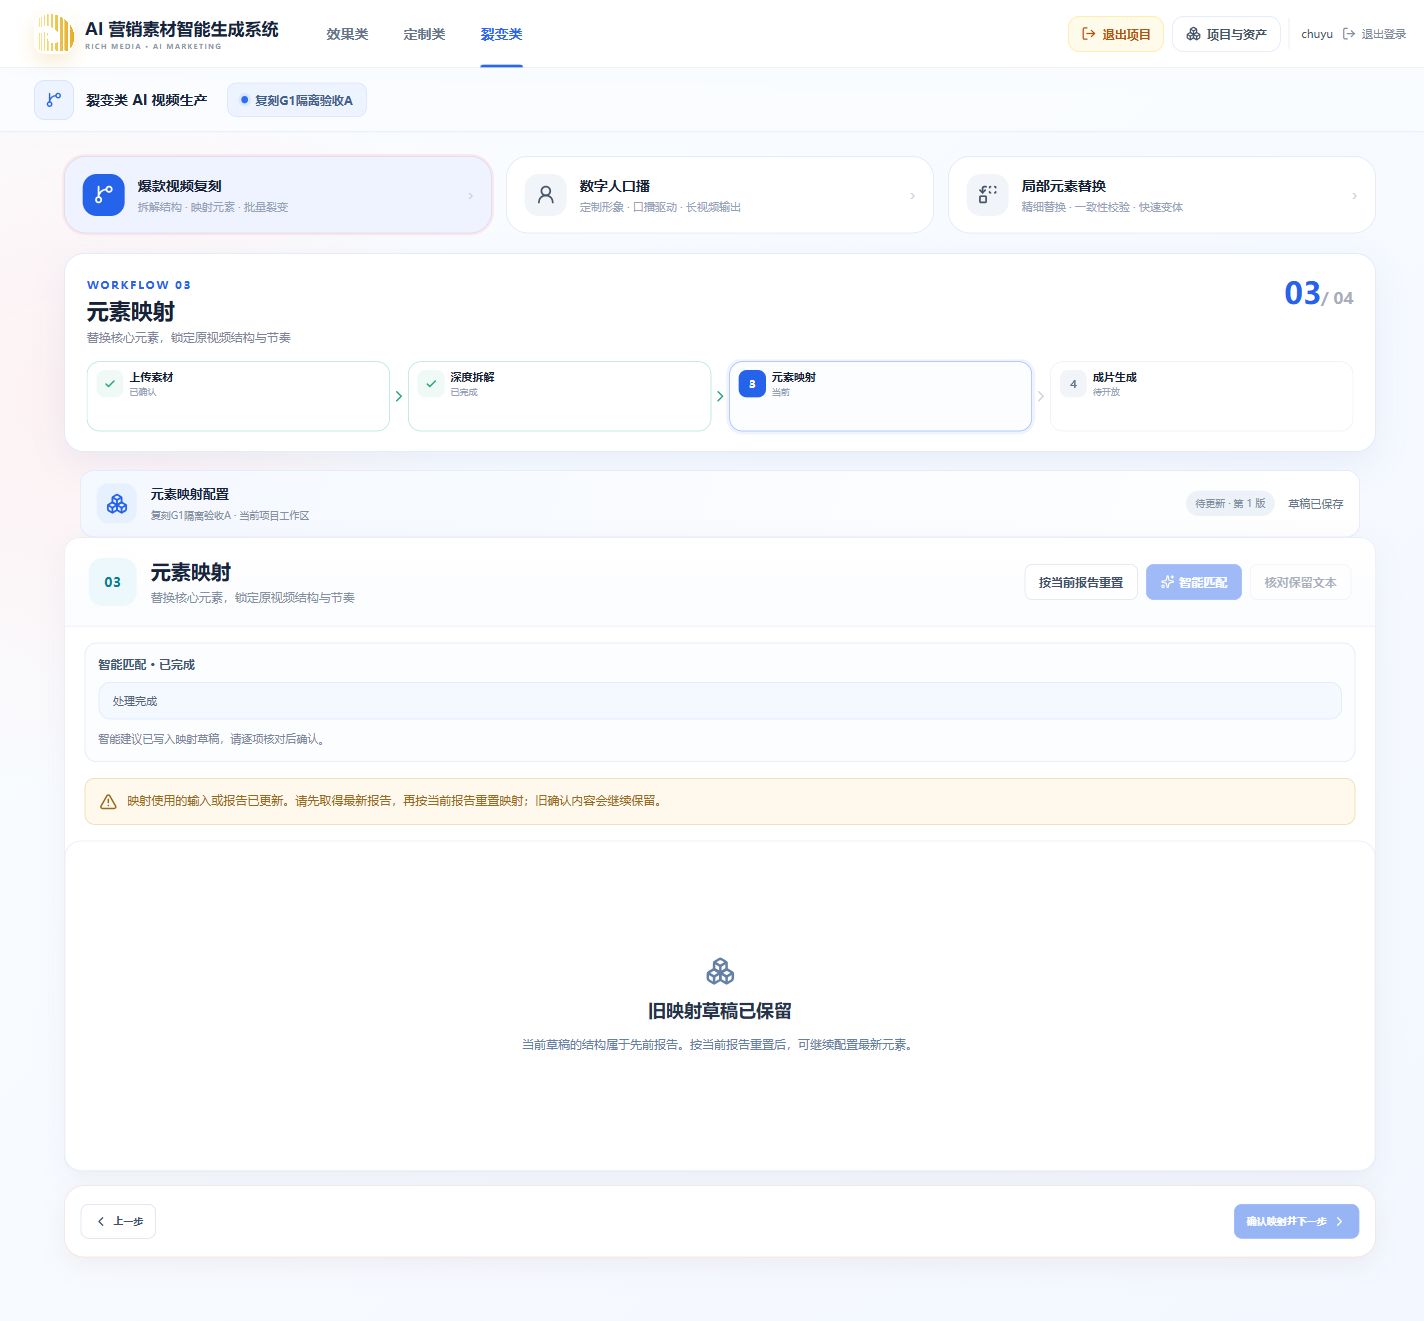 AI 营销素材智能生成系统
RICH MEDIA • AI MARKETING
效果类
定制类
裂变类
退出项目
项目与资产
chuyu
退出登录
裂变类 AI 视频生产
复刻G1隔离验收A
爆款视频复刻
拆解结构 · 映射元素 · 批量裂变
数字人口播
定制形象 · 口播驱动 · 长视频输出
局部元素替换
精细替换 · 一致性校验 · 快速变体
WORKFLOW 03
元素映射
替换核心元素，锁定原视频结构与节奏
03/ 04
上传素材
已确认
深度拆解
已完成
3
元素映射
当前
4
成片生成
待开放
元素映射配置
复刻G1隔离验收A · 当前项目工作区
待更新 · 第 1 版
草稿已保存
03
元素映射
替换核心元素，锁定原视频结构与节奏
按当前报告重置
智能匹配
核对保留文本
智能匹配 • 已完成
处理完成
智能建议已写入映射草稿，请逐项核对后确认。
映射使用的输入或报告已更新。请先取得最新报告，再按当前报告重置映射；旧确认内容会继续保留。
旧映射草稿已保留
当前草稿的结构属于先前报告。按当前报告重置后，可继续配置最新元素。
上一步
确认映射并下一步